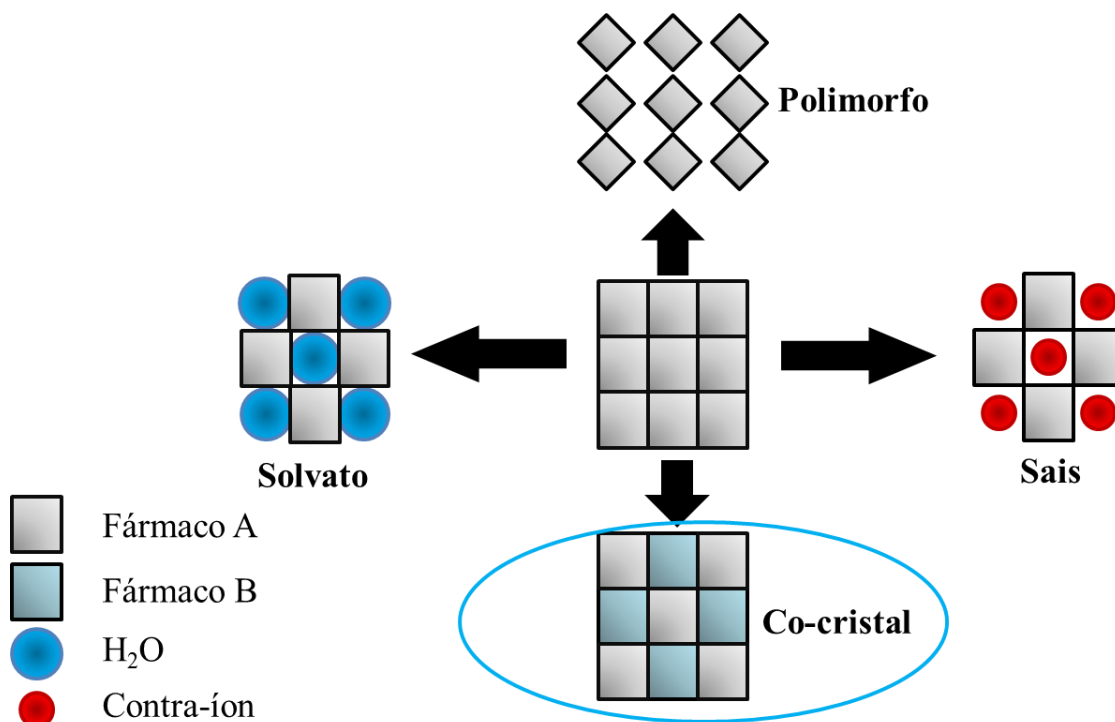 Polimorfo
Solvato
Sais
Fármaco A
Fármaco B
H₂O
Contra-íon
Co-cristal